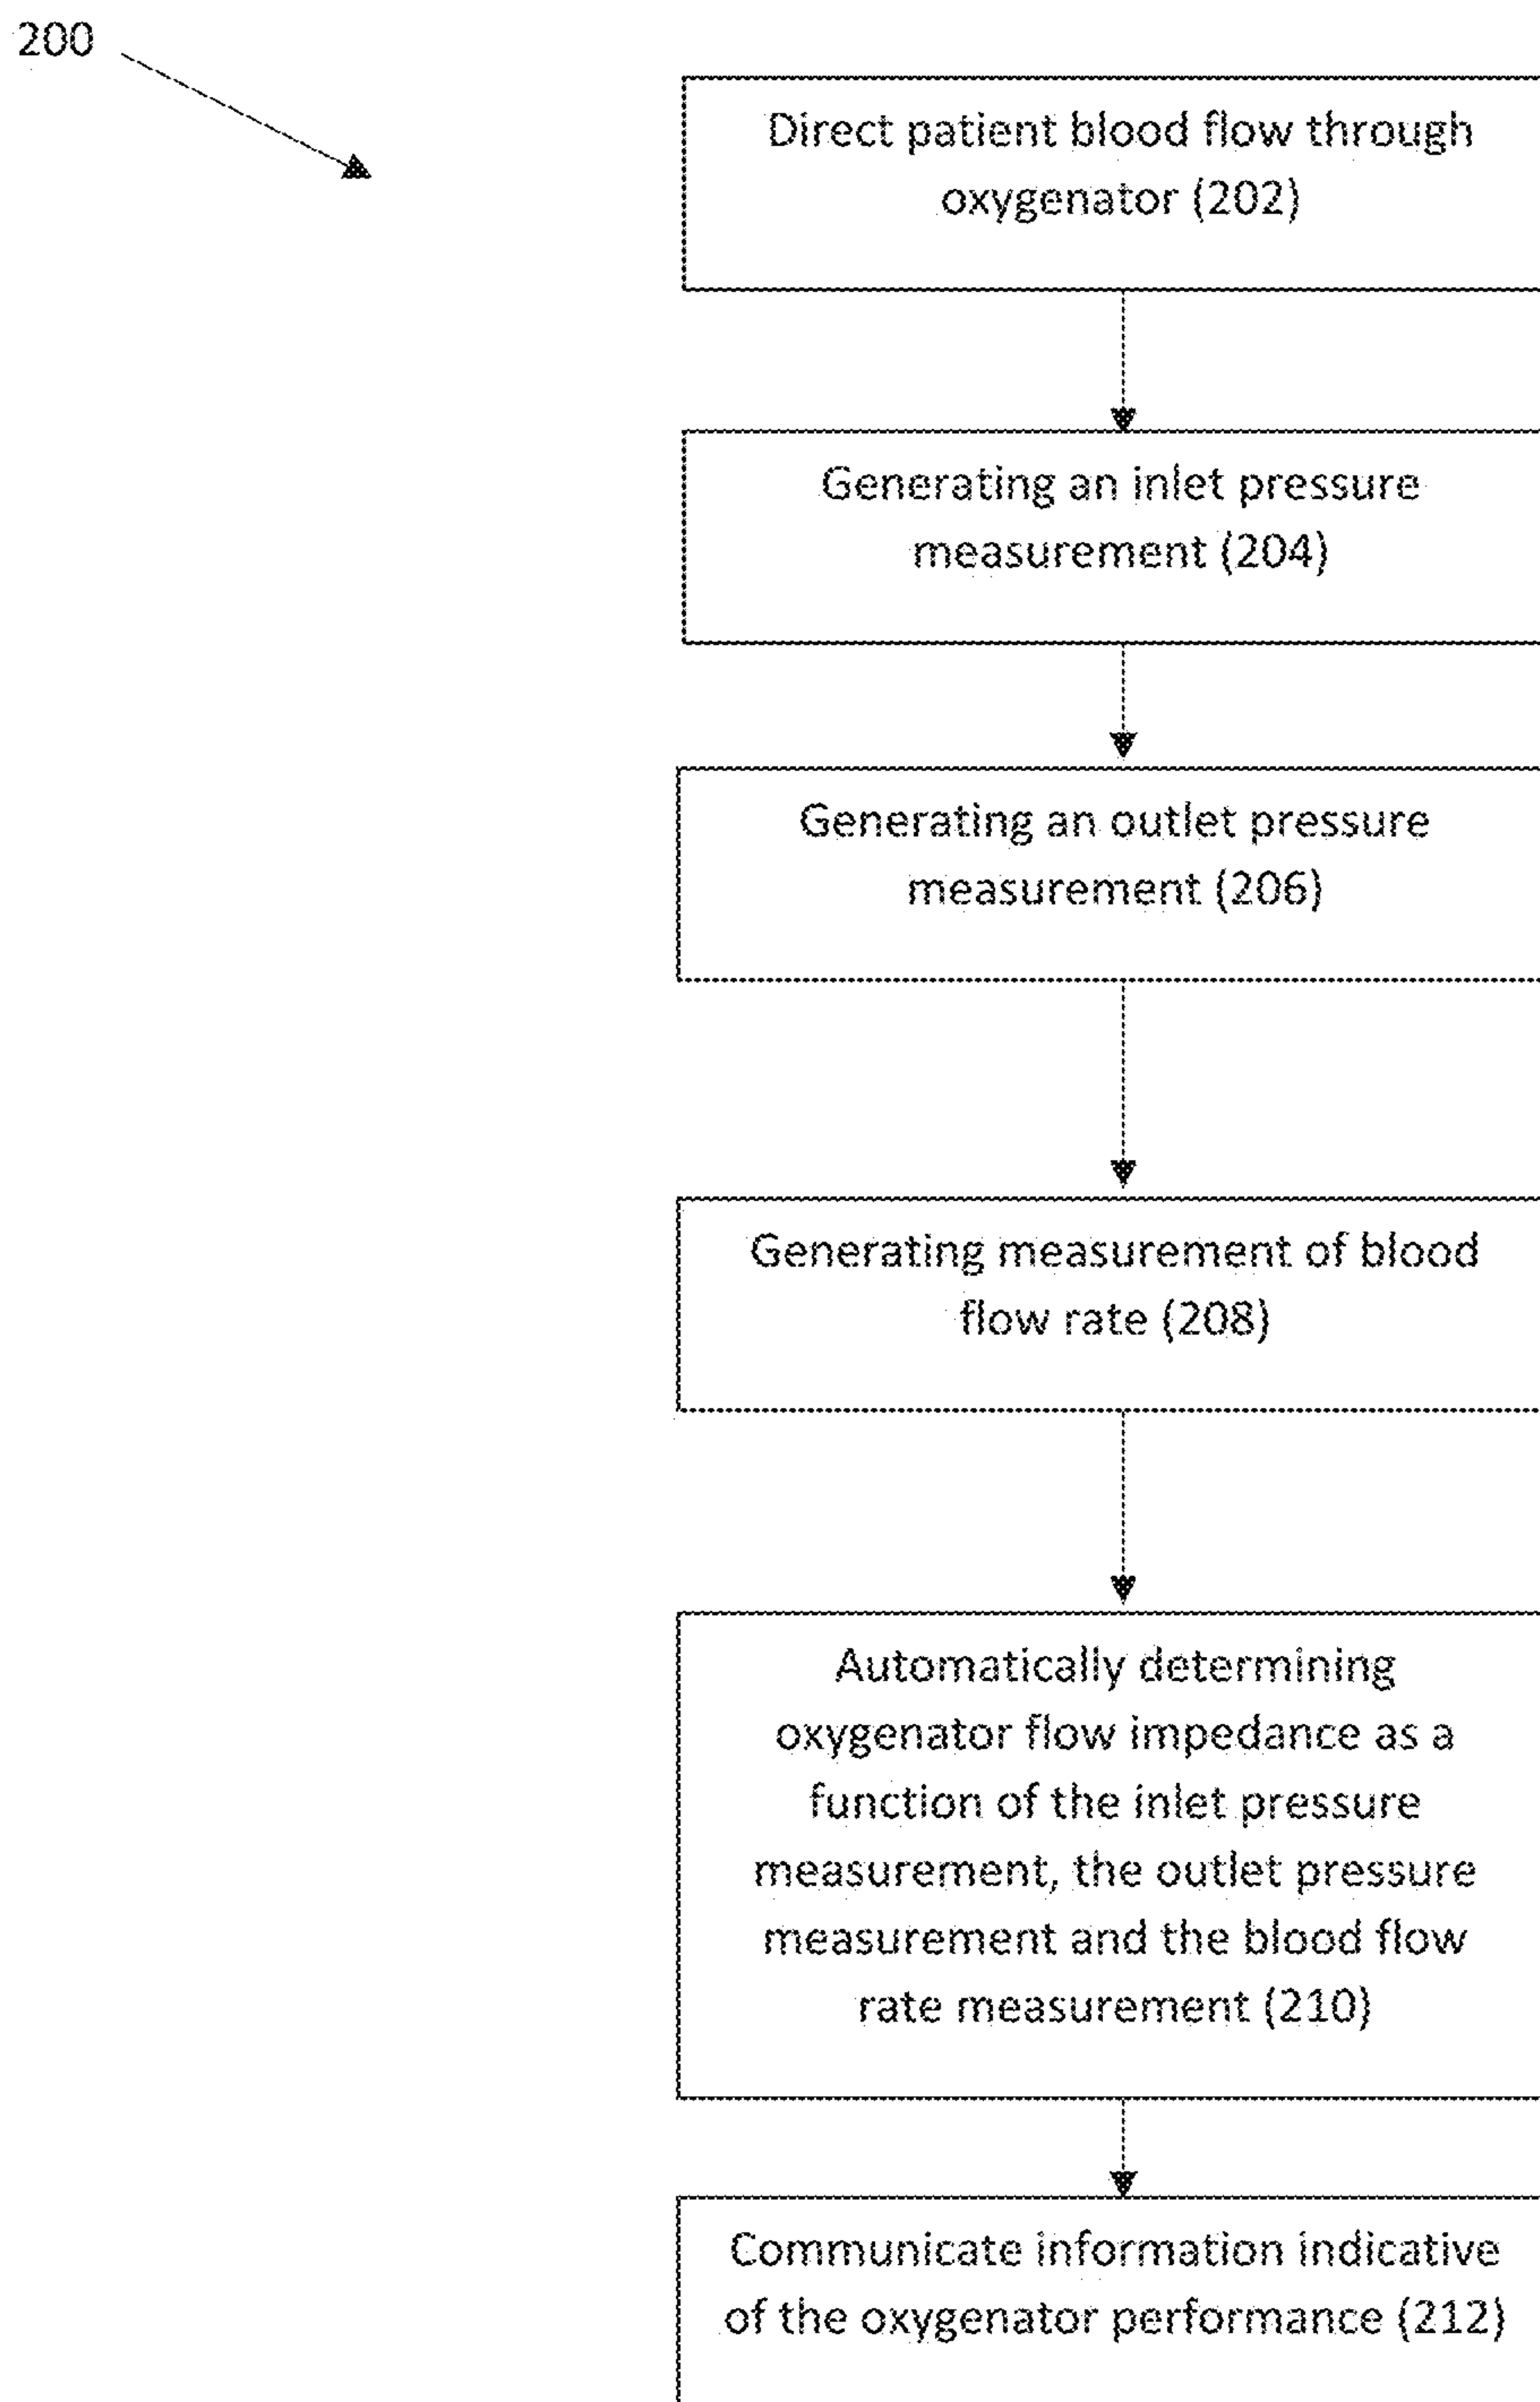 200
Direct patient blood flow through
oxygenator (202)
Generating an inlet pressure
measurement (204)
Generating an outlet pressure
measurement (206)
Generating measurement of blood
flow rate (208)
Automatically determining
oxygenator flow impedance as a
function of the inlet pressure
measurement, the outlet pressure
measurement and the blood flow
rate measurement (210)
Communicate information indicative
of the oxygenator performance (212)